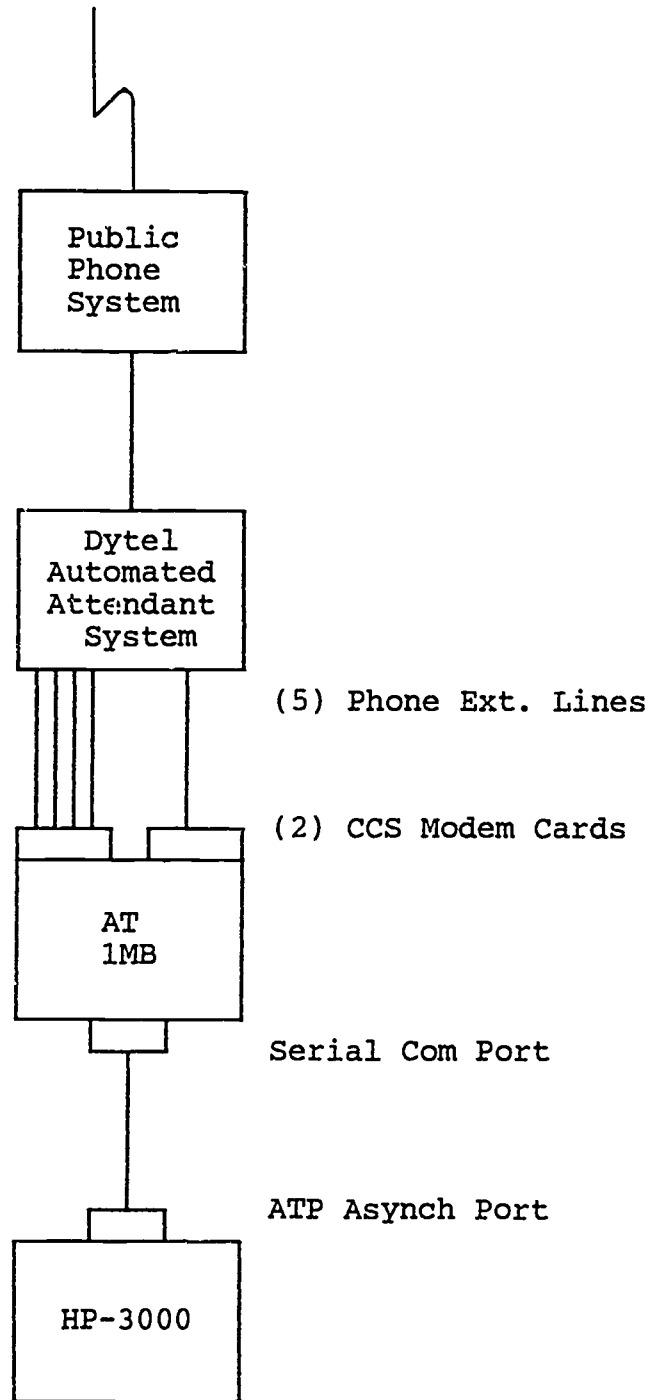 Public
Phone
System
Dytel
Automated
Attendant
System
(5) Phone Ext. Lines
(2) CCS Modem Cards
AT
1MB
Serial Com Port
ATP Asynch Port
HP-3000